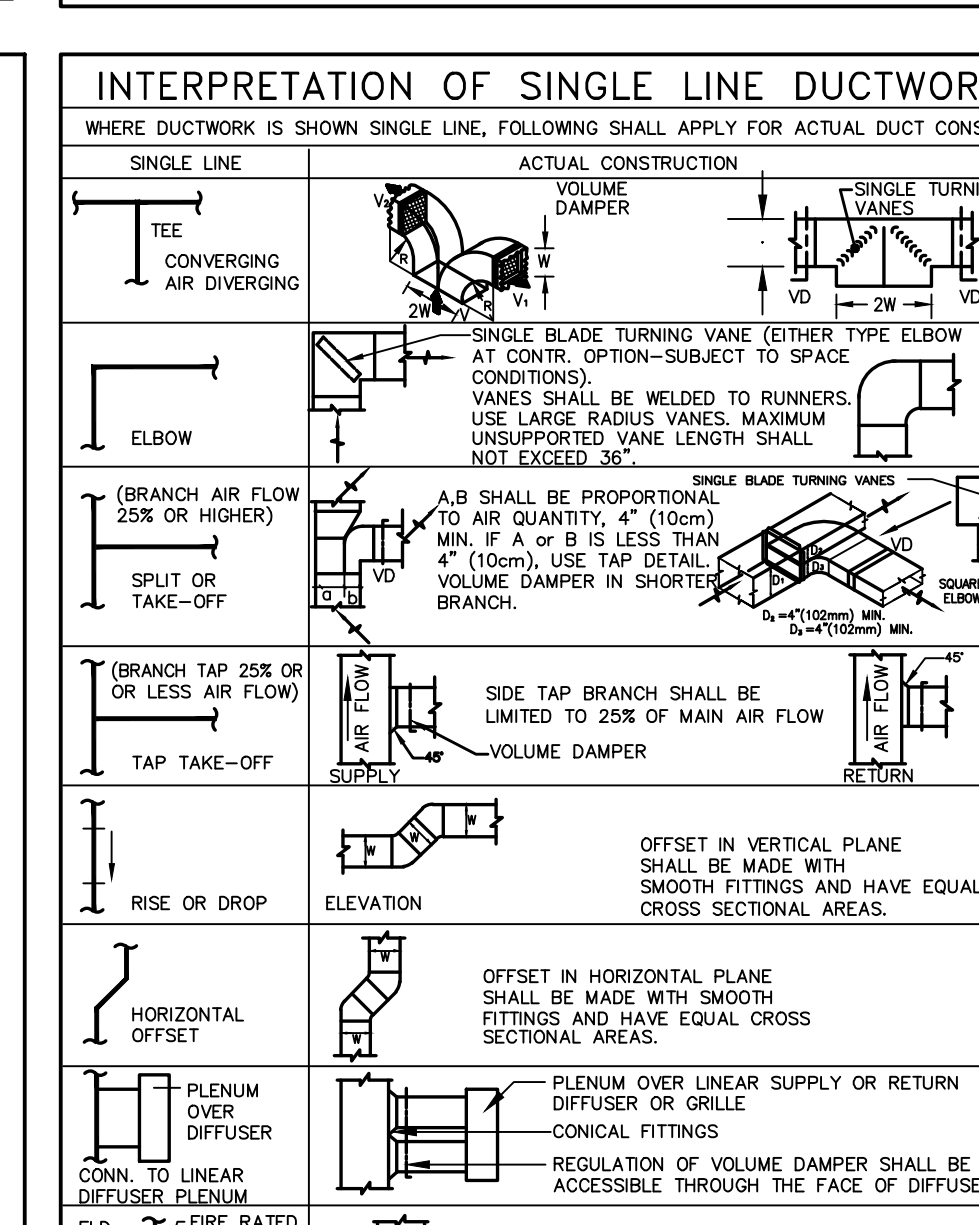 INTERPRETATION OF SINGLE LINE DUCTWOR
WHERE DUCTWORK IS SHOWN SINGLE LINE, FOLLOWING SHALL APPLY FOR ACTUAL DUCT CONS
SINGLE LINE
ACTUAL CONSTRUCTION
TEE
CONVERGING
AIR DIVERGING
V₂
R
2W
V
R
V₁
W
VOLUME
DAMPER
SINGLE TURNI
VANES
VD
2W
VD
ELBOW
SINGLE BLADE TURNING VANE (EITHER TYPE ELBOW
AT CONTR. OPTION-SUBJECT TO SPACE
CONDITIONS).
VANES SHALL BE WELDED TO RUNNERS.
USE LARGE RADIUS VANES. MAXIMUM
UNSUPPORTED VANE LENGTH SHALL
NOT EXCEED 36".
(BRANCH AIR FLOW
25% OR HIGHER)
SPLIT OR
TAKE-OFF
a b
VD
A,B SHALL BE PROPORTIONAL
TO AIR QUANTITY, 4" (10cm)
MIN. IF A or B IS LESS THAN
4" (10cm), USE TAP DETAIL.
VOLUME DAMPER IN SHORTER
BRANCH.
SINGLE BLADE TURNING VANES
VD
D₂
D₁
D₃
D₂ =4"(102mm) MIN.
D₃ =4"(102mm) MIN.
SQUARE
ELBOW
(BRANCH TAP 25% OR
OR LESS AIR FLOW)
TAP TAKE-OFF
AIR FLOW
SUPPLY
45°
SIDE TAP BRANCH SHALL BE
LIMITED TO 25% OF MAIN AIR FLOW
VOLUME DAMPER
AIR FLOW
45°
RETURN
RISE OR DROP
W
W
W
ELEVATION
OFFSET IN VERTICAL PLANE
SHALL BE MADE WITH
SMOOTH FITTINGS AND HAVE EQUAL
CROSS SECTIONAL AREAS.
HORIZONTAL
OFFSET
W
W
OFFSET IN HORIZONTAL PLANE
SHALL BE MADE WITH SMOOTH
FITTINGS AND HAVE EQUAL CROSS
SECTIONAL AREAS.
PLENUM
OVER
DIFFUSER
CONN. TO LINEAR
DIFFUSER PLENUM
PLENUM OVER LINEAR SUPPLY OR RETURN
DIFFUSER OR GRILLE
CONICAL FITTINGS
REGULATION OF VOLUME DAMPER SHALL BE
ACCESSIBLE THROUGH THE FACE OF DIFFUSE
FIRE RATED